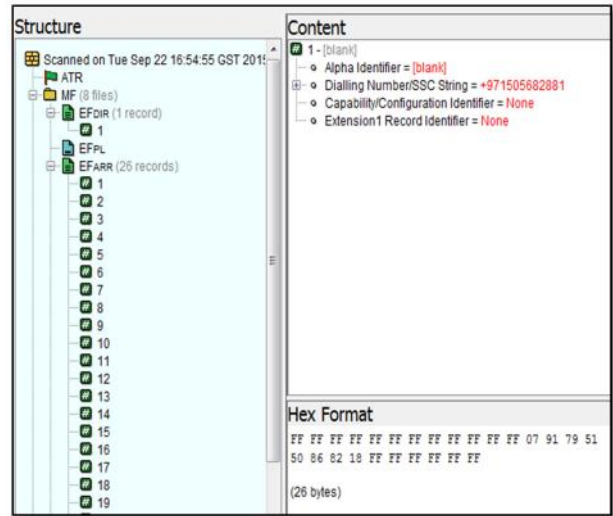 Structure
Scanned on Tue Sep 22 16:54:55 GST 2015
ATR
MF (8 files)
EFDIR (1 record)
1
EFPL
EFARR (26 records)
1
2
3
4
5
6
7
8
9
10
11
12
13
14
15
16
17
18
19
Content
1 - [blank]
Alpha Identifier = [blank]
Dialling Number/SSC String = +971505682881
Capability/Configuration Identifier = None
Extension1 Record Identifier = None
Hex Format
FF FF FF FF FF FF FF FF FF FF FF FF 07 91 79 51
50 86 82 18 FF FF FF FF FF FF
(26 bytes)